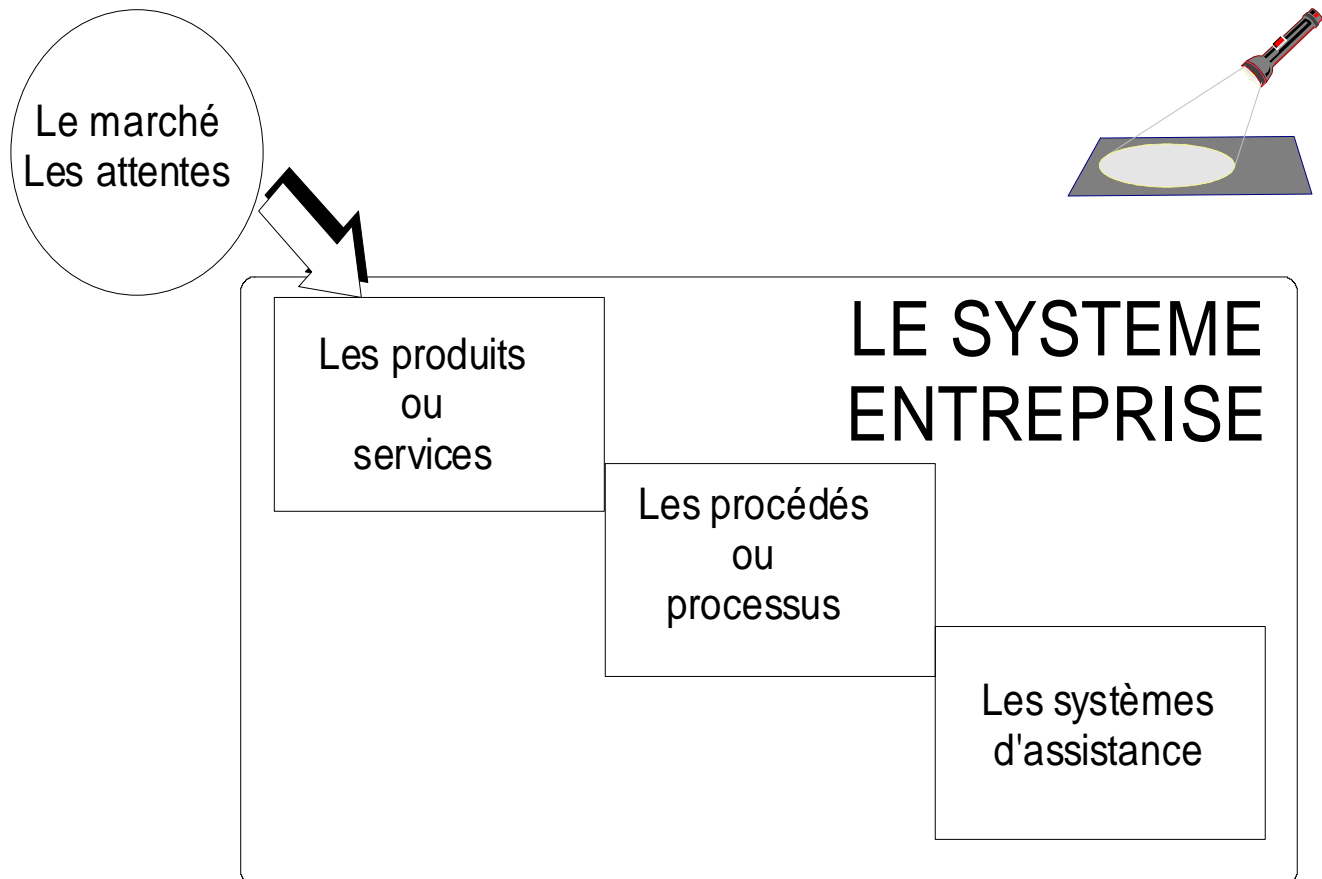 Le marché
Les attentes
LE SYSTEME
ENTREPRISE
Les produits
ou
services
Les procédés
ou
processus
Les systèmes
d'assistance